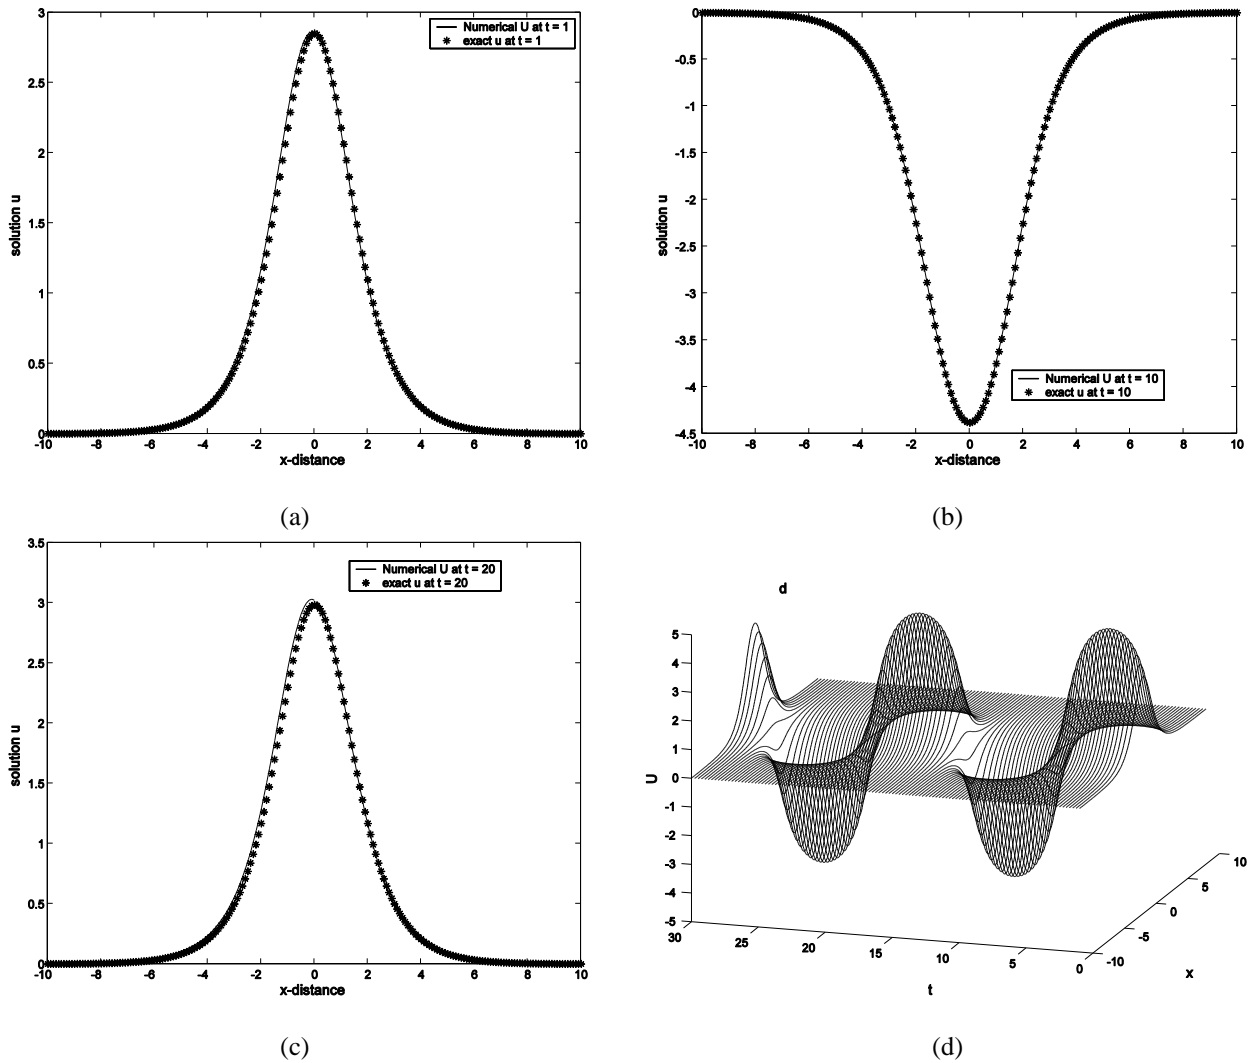 3
2.5
2
1.5
1
0.5
0
-10 -8 -6 -4 -2 0 2 4 6 8 10
x-distance
solution u
Numerical U at t = 1
exact u at t = 1
(a)
0
-0.5
-1
-1.5
-2
-2.5
-3
-3.5
-4
-4.5
-10 -8 -6 -4 -2 0 2 4 6 8 10
x-distance
solution u
Numerical U at t = 10
exact u at t = 10
(b)
3.5
3
2.5
2
1.5
1
0.5
0
-10 -8 -6 -4 -2 0 2 4 6 8 10
x-distance
solution u
Numerical U at t = 20
exact u at t = 20
(c)
d
5
4
3
2
1
0
-1
-2
-3
-4
-5
U
30 25 20 15 10 5 0
t
-10 -5 0 5 10
x
(d)